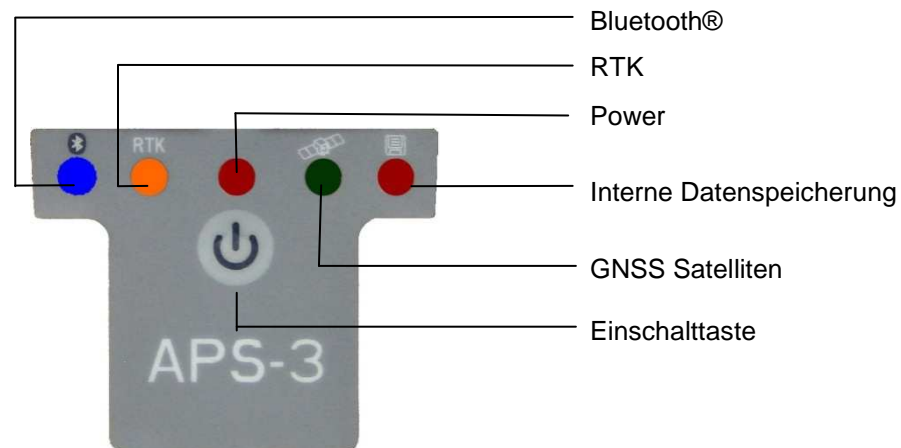 Bluetooth®
RTK
Power
RTK
Interne Datenspeicherung
GNSS Satelliten
Einschalttaste
APS-3